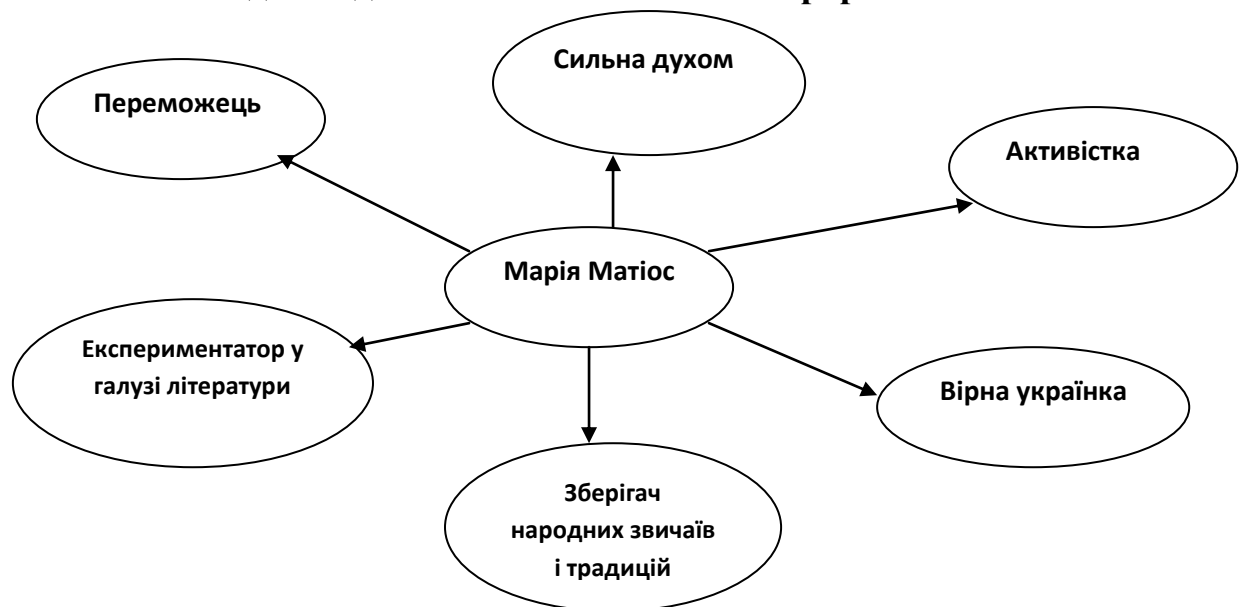 Сильна духом
Переможець
Активістка
Марія Матіос
Експериментатор у
галузі літератури
Вірна українка
Зберігач
народних звичаїв
і традицій